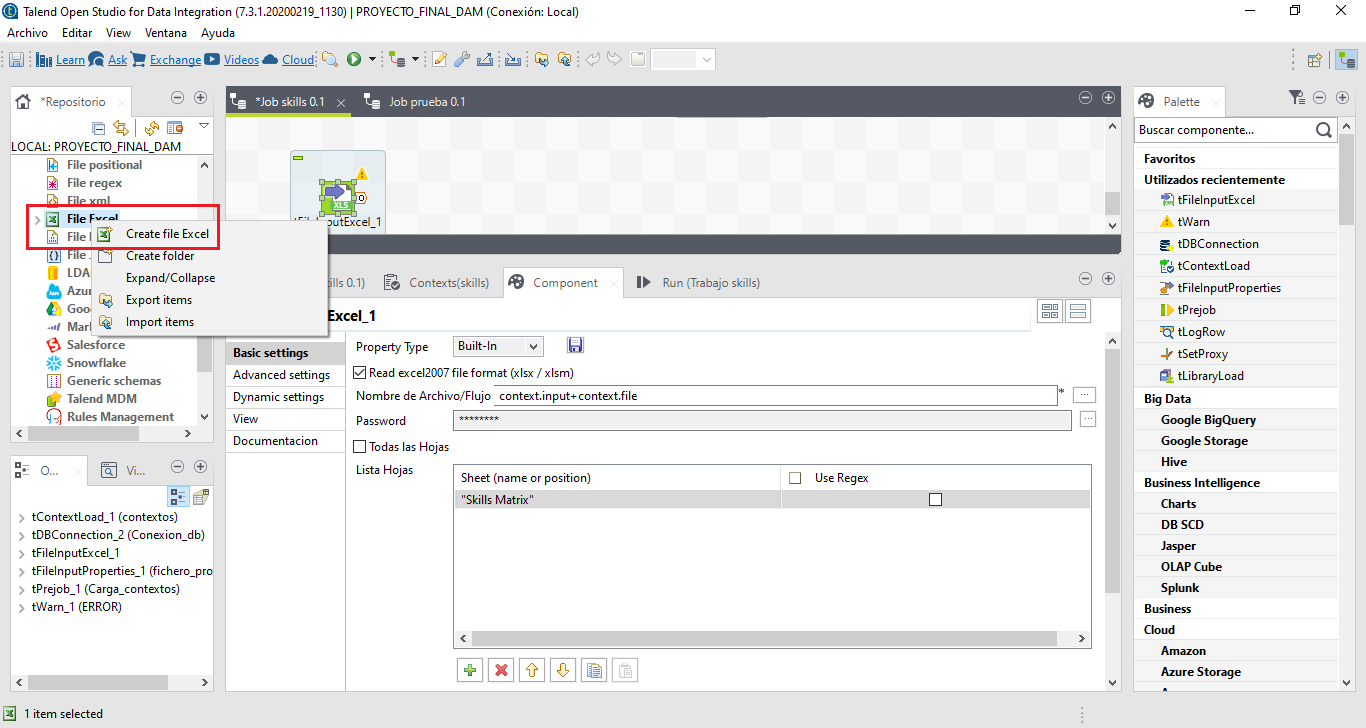 Talend Open Studio for Data Integration (7.3.1.20200219_1130) | PROYECTO_FINAL_DAM (Conexión: Local)
Archivo Editar View Ventana Ayuda
Learn Ask Exchange Videos Cloud
*Repositorio
LOCAL: PROYECTO_FINAL_DAM
File positional
File regex
File xml
File Excel
File
File
LDA
Azu
Goo
Mark
Salesforce
Snowflake
Generic schemas
Talend MDM
Rules Management
Create file Excel
Create folder
Expand/Collapse
Export items
Import items
*Job skills 0.1
Job prueba 0.1
XLS
tFileInputExcel_1
ills 0.1)
Contexts(skills)
Component
Run (Trabajo skills)
Excel_1
Basic settings
Advanced settings
Dynamic settings
View
Documentacion
Property Type Built-In
Read excel2007 file format (xlsx / xlsm)
Nombre de Archivo/Flujo context.input+context.file *
Password ********
Todas las Hojas
Lista Hojas
Sheet (name or position) Use Regex
"Skills Matrix"
O...
Vi...
tContextLoad_1 (contextos)
tDBConnection_2 (Conexion_db)
tFileInputExcel_1
tFileInputProperties_1 (fichero_pro
tPrejob_1 (Carga_contextos)
tWarn_1 (ERROR)
Palette
Buscar componente...
Favoritos
Utilizados recientemente
tFileInputExcel
tWarn
tDBConnection
tContextLoad
tFileInputProperties
tPrejob
tLogRow
tSetProxy
tLibraryLoad
Big Data
Google BigQuery
Google Storage
Hive
Business Intelligence
Charts
DB SCD
Jasper
OLAP Cube
Splunk
Business
Cloud
Amazon
Azure Storage
1 item selected